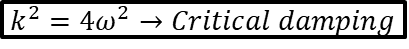 k² = 4ω² → Critical damping